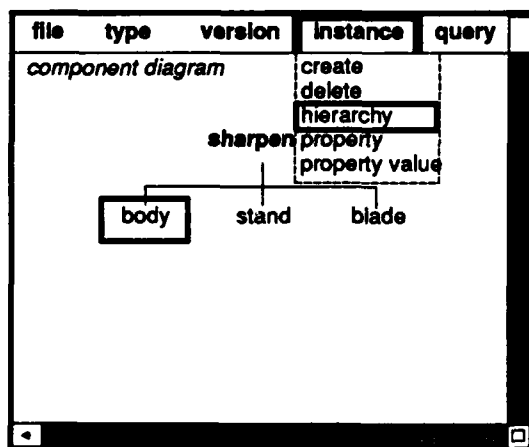 file type version instance query
component diagram
create
delete
hierarchy
sharpen property
property value
body stand blade